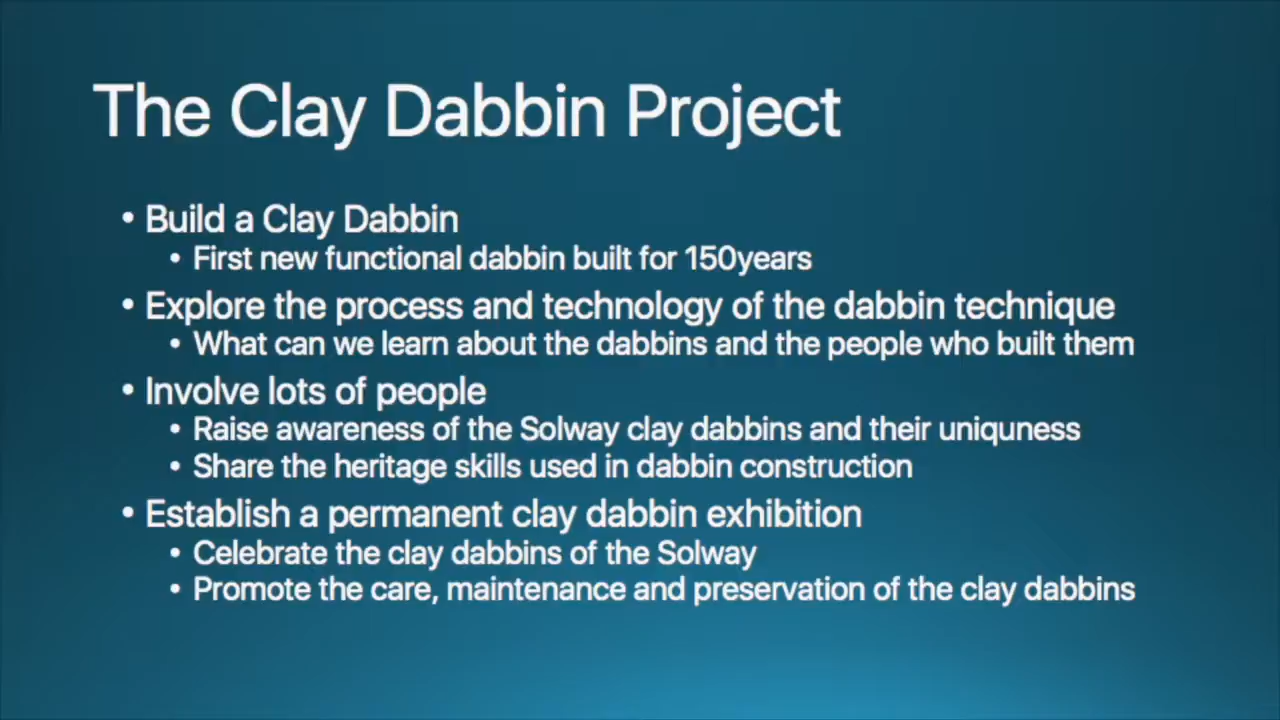 The Clay Dabbin Project
• Build a Clay Dabbin
• First new functional dabbin built for 150years
• Explore the process and technology of the dabbin technique
• What can we learn about the dabbins and the people who built them
• Involve lots of people
• Raise awareness of the Solway clay dabbins and their uniquness
• Share the heritage skills used in dabbin construction
• Establish a permanent clay dabbin exhibition
• Celebrate the clay dabbins of the Solway
• Promote the care, maintenance and preservation of the clay dabbins